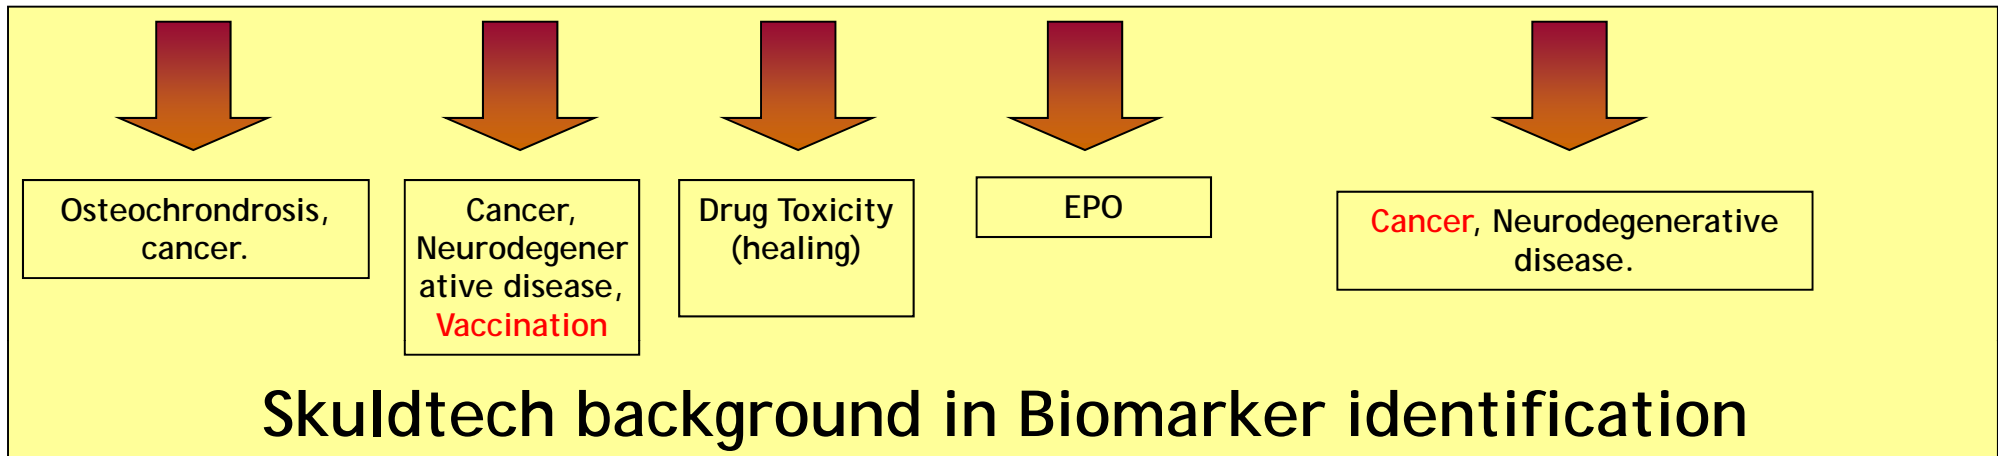 Osteochrondrosis,
cancer.
Cancer,
Neurodegener
ative disease,
Vaccination
Drug Toxicity
(healing)
EPO
Cancer, Neurodegenerative
disease.
Skuldtech background in Biomarker identification